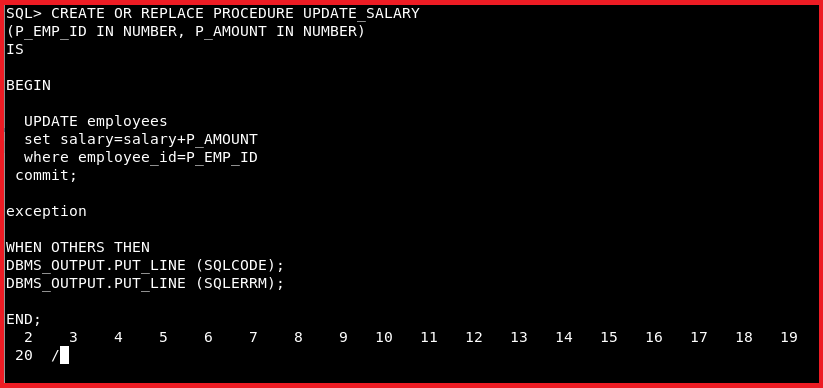 SQL> CREATE OR REPLACE PROCEDURE UPDATE_SALARY
(P_EMP_ID IN NUMBER, P_AMOUNT IN NUMBER)
IS
BEGIN
UPDATE employees
set salary=salary+P_AMOUNT
where employee_id=P_EMP_ID
commit;
exception
WHEN OTHERS THEN
DBMS_OUTPUT.PUT_LINE (SQLCODE);
DBMS_OUTPUT.PUT_LINE (SQLERRM);
END;
2 3 4 5 6 7 8 9 10 11 12 13 14 15 16 17 18 19
20 /